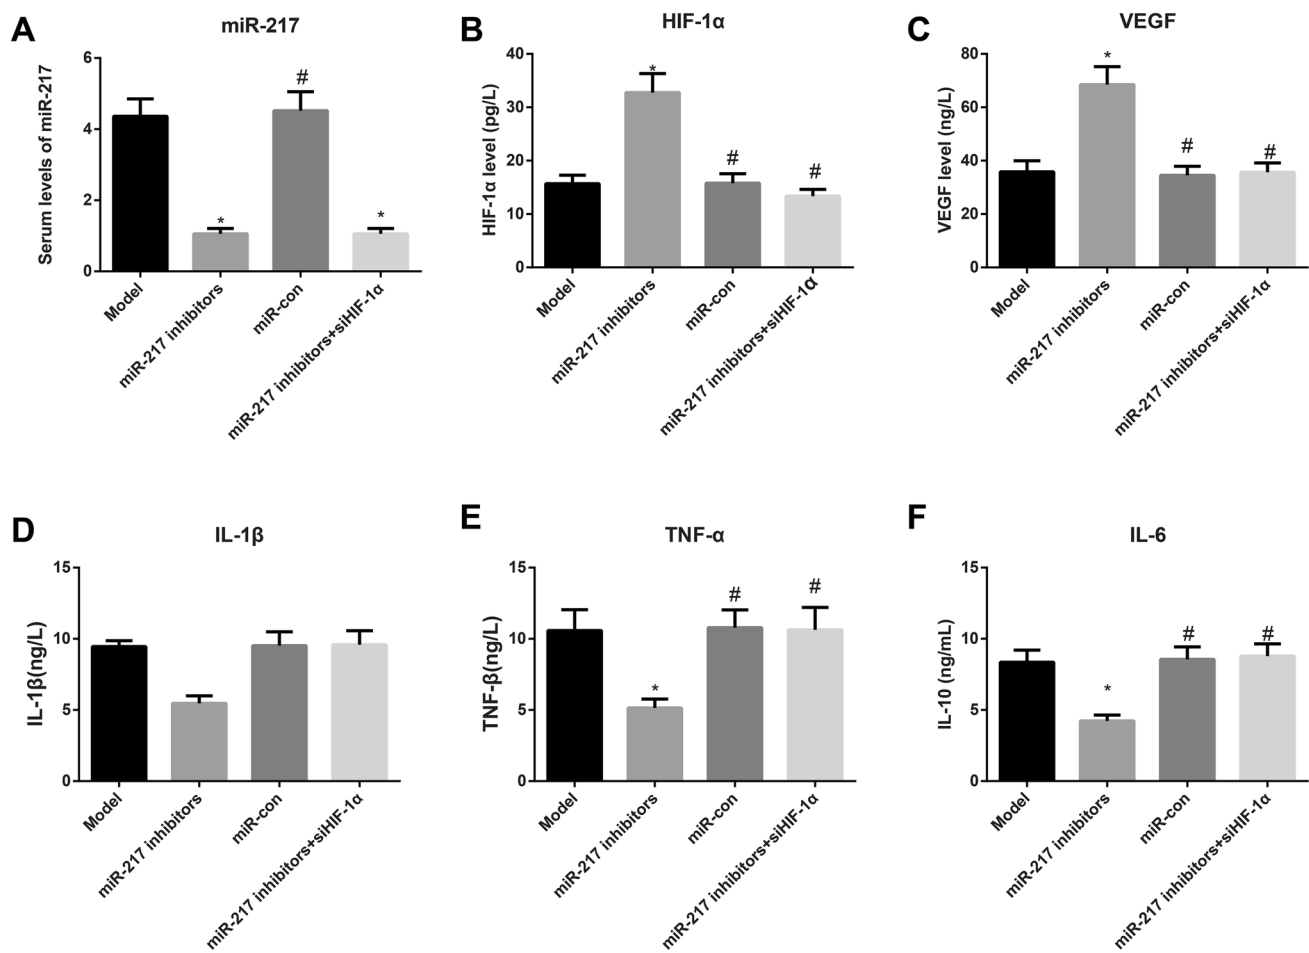 A
miR-217
Serum levels of miR-217
6
4
2
0
*
#
*
Model
miR-217 inhibitors
miR-con
miR-217 inhibitors+siHIF-1α
B
HIF-1α
HIF-1α level (pg/L)
40
30
20
10
0
*
#
#
Model
miR-217 inhibitors
miR-con
miR-217 inhibitors+siHIF-1α
C
VEGF
VEGF level (ng/L)
80
60
40
20
0
*
#
#
Model
miR-217 inhibitors
miR-con
miR-217 inhibitors+siHIF-1α
D
IL-1β
IL-1β(ng/L)
15
10
5
0
Model
miR-217 inhibitors
miR-con
miR-217 inhibitors+siHIF-1α
E
TNF-α
TNF-β(ng/L)
15
10
5
0
*
#
#
Model
miR-217 inhibitors
miR-con
miR-217 inhibitors+siHIF-1α
F
IL-6
IL-10 (ng/mL)
15
10
5
0
*
#
#
Model
miR-217 inhibitors
miR-con
miR-217 inhibitors+siHIF-1α